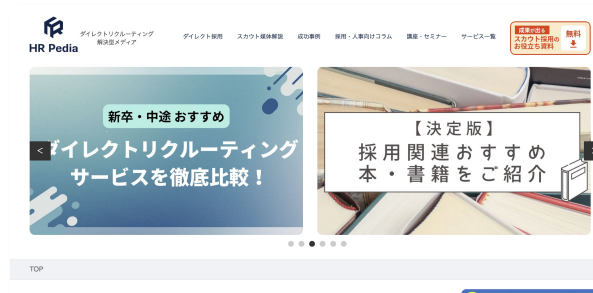 HR Pedia
ダイレクトリクルーティング
解決型メディア
ダイレクト採用
スカウト媒体解説
成功事例
採用・人事向けコラム
講座・セミナー
サービス一覧
成果が出る
スカウト採用の
お役立ち資料
無料
新卒・中途 おすすめ
ダイレクトリクルーティング
サービスを徹底比較！
【決定版】
採用関連おすすめ
本・書籍をご紹介
TOP